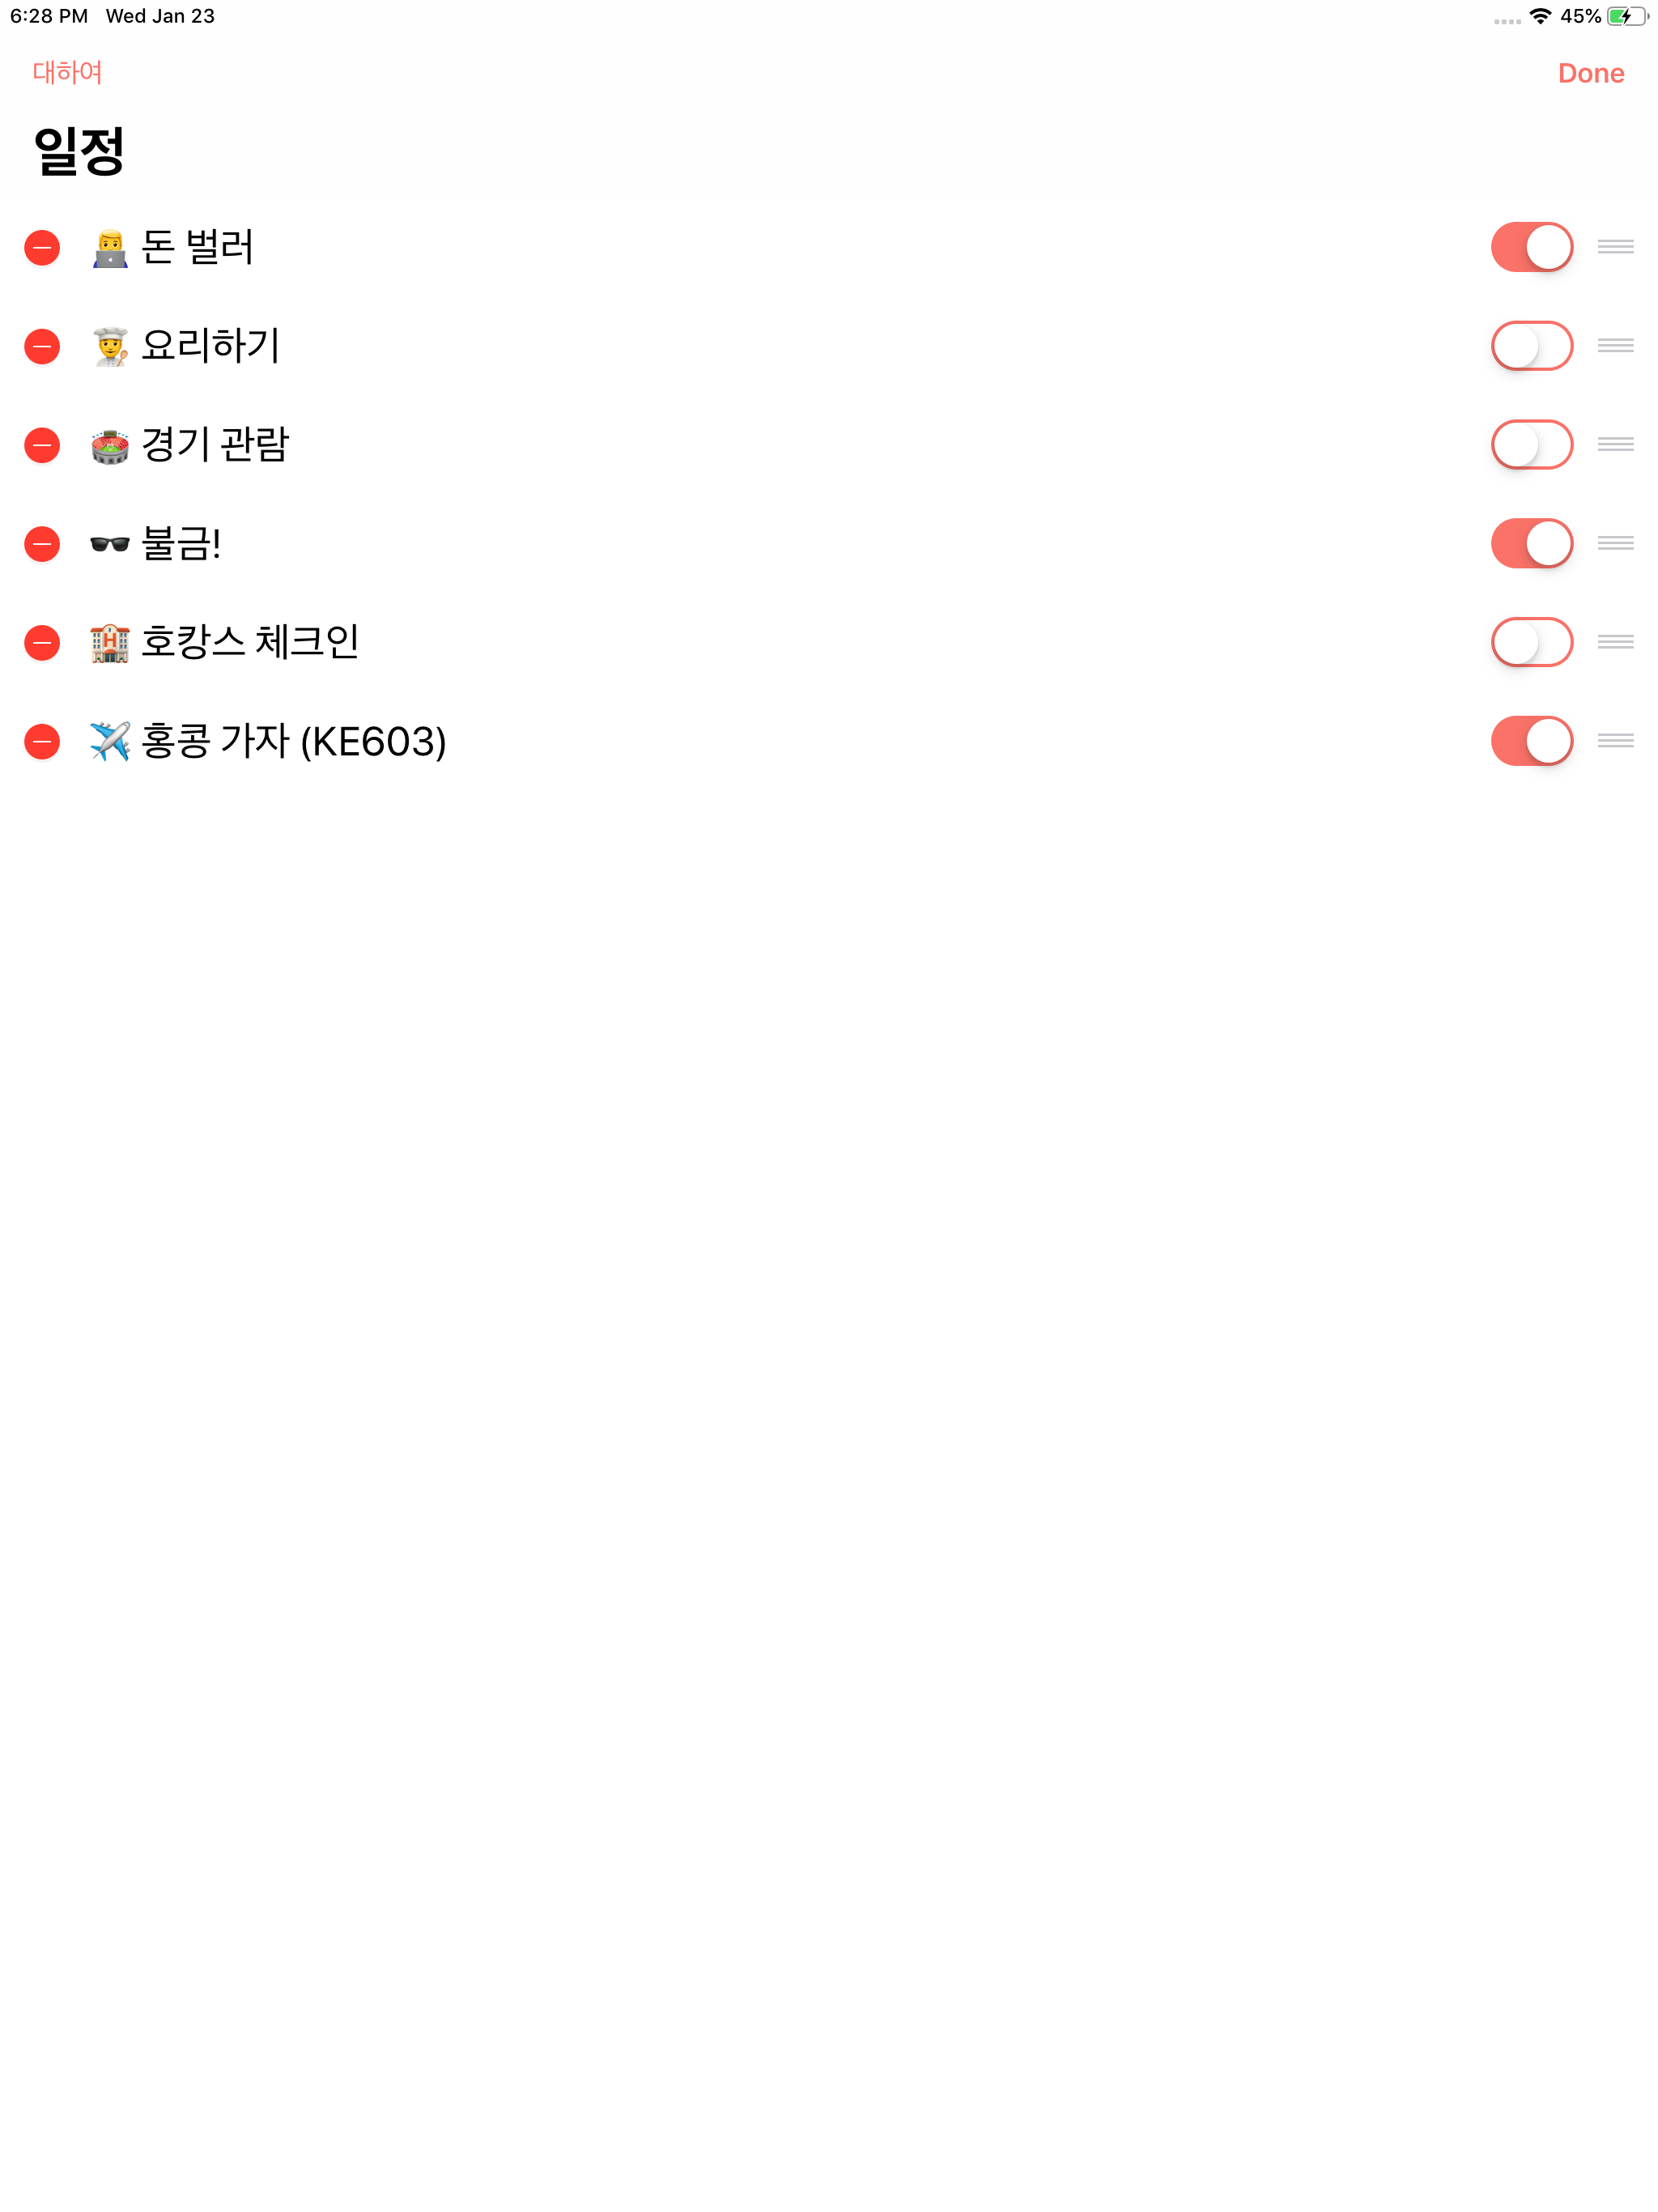 6:28 PM Wed Jan 23 45%
대하여 Done
일정
👨‍💻 돈 벌러
👨‍🍳 요리하기
🏟 경기 관람
🕶 불금!
🏩 호캉스 체크인
✈️ 홍콩 가자 (KE603)